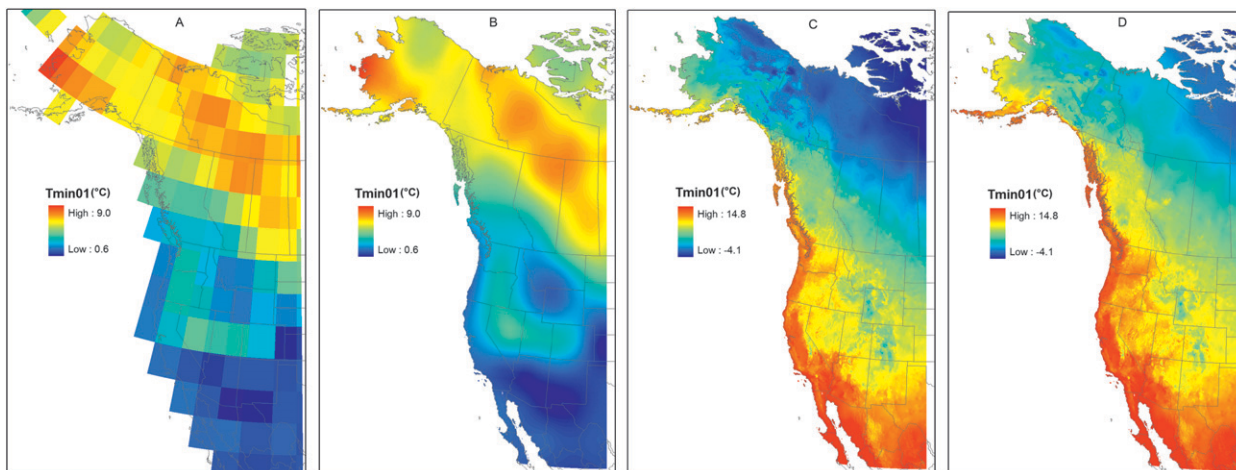 A
Tmin01(°C)
High : 9.0
Low : 0.6
B
Tmin01(°C)
High : 9.0
Low : 0.6
C
Tmin01(°C)
High : 14.8
Low : -4.1
D
Tmin01(°C)
High : 14.8
Low : -4.1